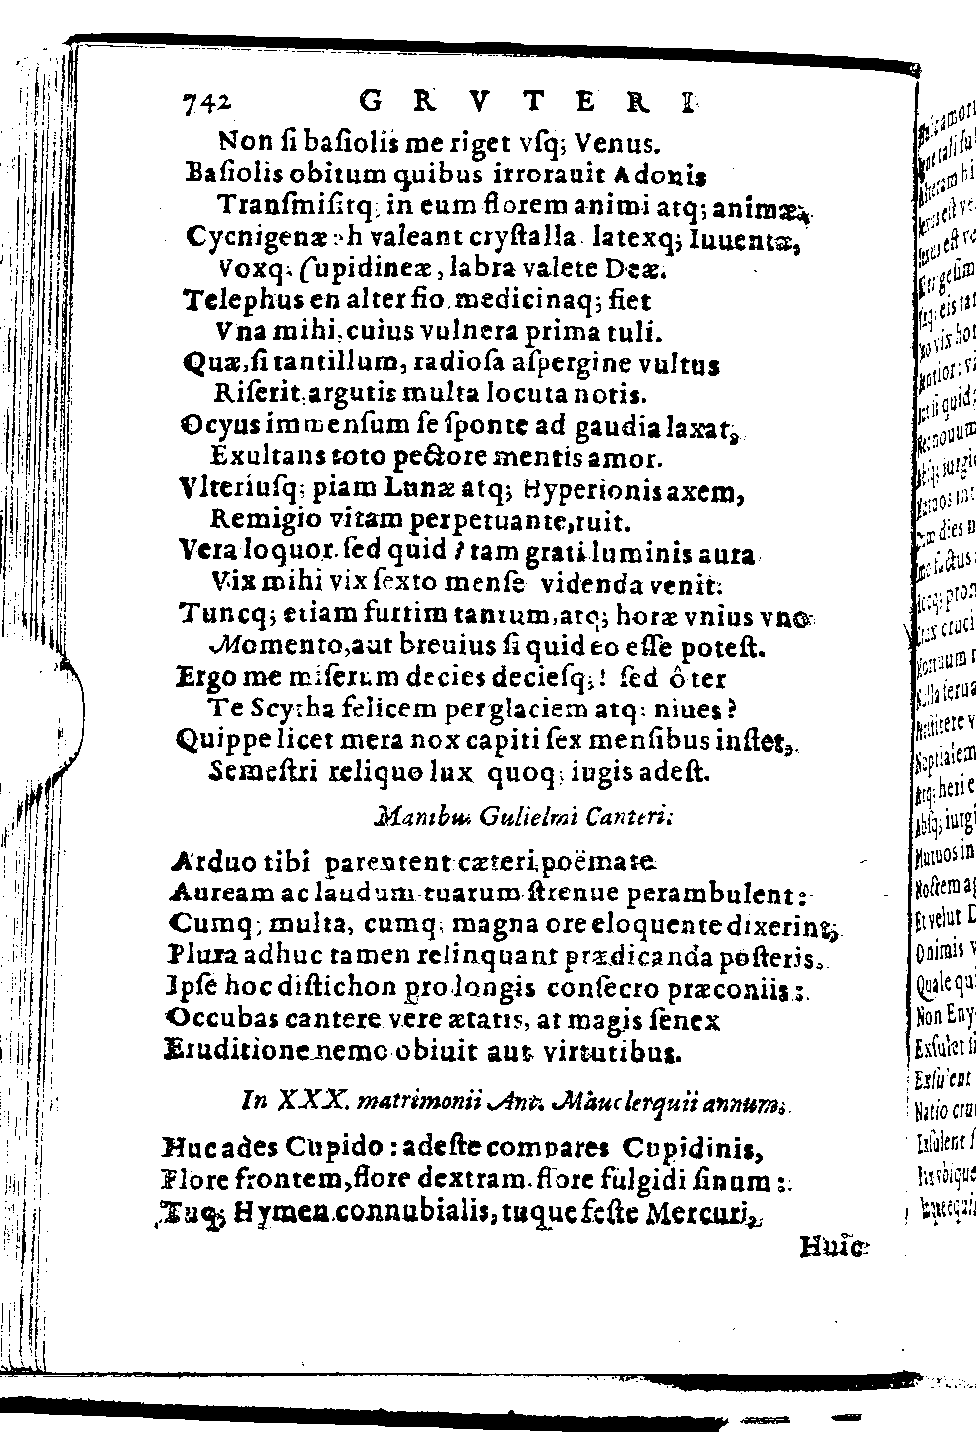 742 GRVTERI
Non ſi baſiolis me riget vſq; Venus.
Baſiolis obitum quibus irrorauit Adonis
Tranſmiſitq; in eum florem animi atq; animæ,
Cycnigenæ oh valeant cryſtalla latexq; Iuuentæ,
Voxq; Cupidineæ, labra valete Deæ.
Telephus en alter fio medicinaq; fiet
Vna mihi, cuius vulnera prima tuli.
Quæ, ſi tantillum, radioſa aſpergine vultus
Riſerit, argutis multa locuta notis.
Ocyus immenſum ſe ſponte ad gaudia laxat,
Exultans toto pectore mentis amor.
Vlteriuſq; piam Lunæ atq; Hyperionis axem,
Remigio vitam perpetuante, ruit.
Vera loquor. ſed quid? tam grati luminis aura
Vix mihi vix ſexto menſe videnda venit:
Tuncq; etiam furtim tantum, atq; horæ vnius vno
Momento, aut breuius ſi quid eo eſſe poteſt.
Ergo me miſerum decies decieſq;! ſed ô ter
Te Scytha felicem per glaciem atq; niues?
Quippe licet mera nox capiti ſex menſibus inſtet,
Semeſtri reliquo lux quoq; iugis adeſt.
Manibus Gulielmi Canteri.
Arduo tibi parentent cæteri poëmate
Auream ac laudum tuarum ſtrenue perambulent:
Cumq; multa, cumq; magna ore eloquente dixerint,
Plura adhuc tamen relinquant prædicanda poſteris.
Ipſe hoc diſtichon pro longis conſecro præconiis:
Occubas cantere vere ætatis, at magis ſenex
Eruditione nemo obiuit aut virtutibus.
In XXX. matrimonii Ant. Mauclerquii annum.
Huc ades Cupido: adeſte compares Cupidinis,
Flore frontem, flore dextram, flore fulgidi ſinum:
Tuq; Hymen connubialis, tuque feſte Mercuri,
Huic